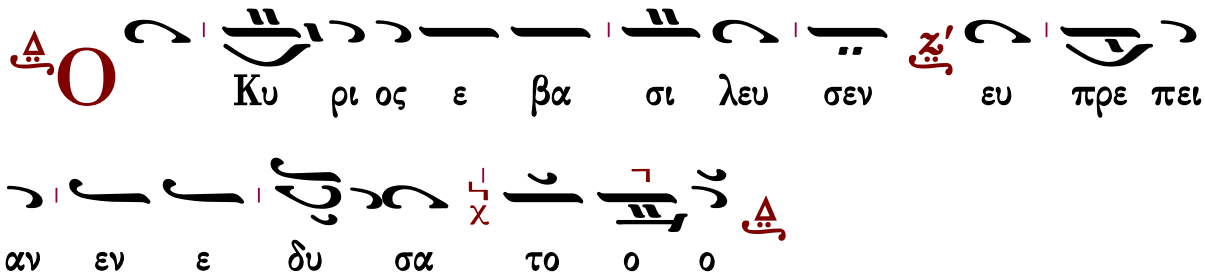 Ο Κυ ρι ος ε βα σι λευ σεν ευ πρε πει
αν εν ε δυ σα το ο ο